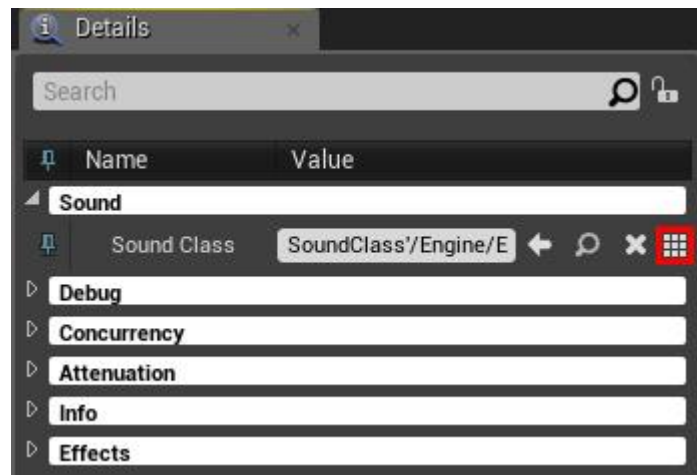 Details
Search
Name Value
Sound
Sound Class SoundClass'/Engine/E
Debug
Concurrency
Attenuation
Info
Effects